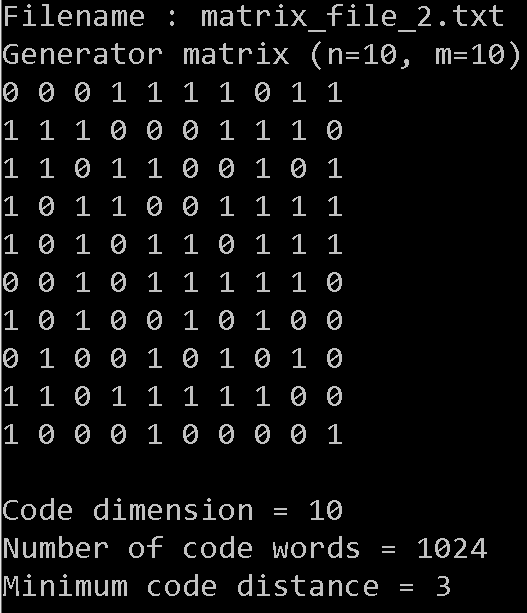 Filename : matrix_file_2.txt
Generator matrix (n=10, m=10)
0 0 0 1 1 1 1 0 1 1
1 1 1 0 0 0 1 1 1 0
1 1 0 1 1 0 0 1 0 1
1 0 1 1 0 0 1 1 1 1
1 0 1 0 1 1 0 1 1 1
0 0 1 0 1 1 1 1 1 0
1 0 1 0 0 1 0 1 0 0
0 1 0 0 1 0 1 0 1 0
1 1 0 1 1 1 1 1 0 0
1 0 0 0 1 0 0 0 0 1
Code dimension = 10
Number of code words = 1024
Minimum code distance = 3